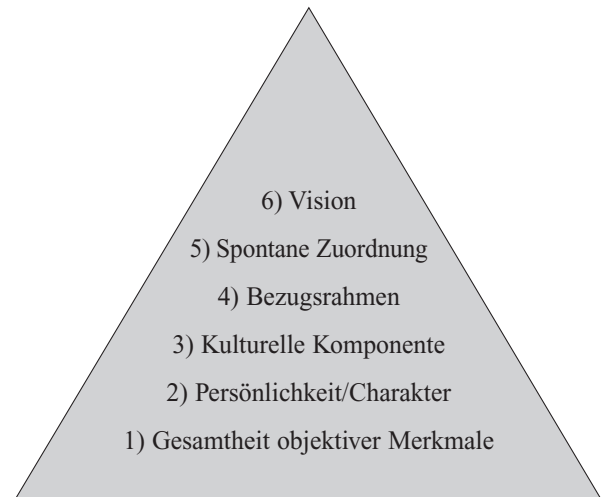 6) Vision
5) Spontane Zuordnung
4) Bezugsrahmen
3) Kulturelle Komponente
2) Persönlichkeit/Charakter
1) Gesamtheit objektiver Merkmale